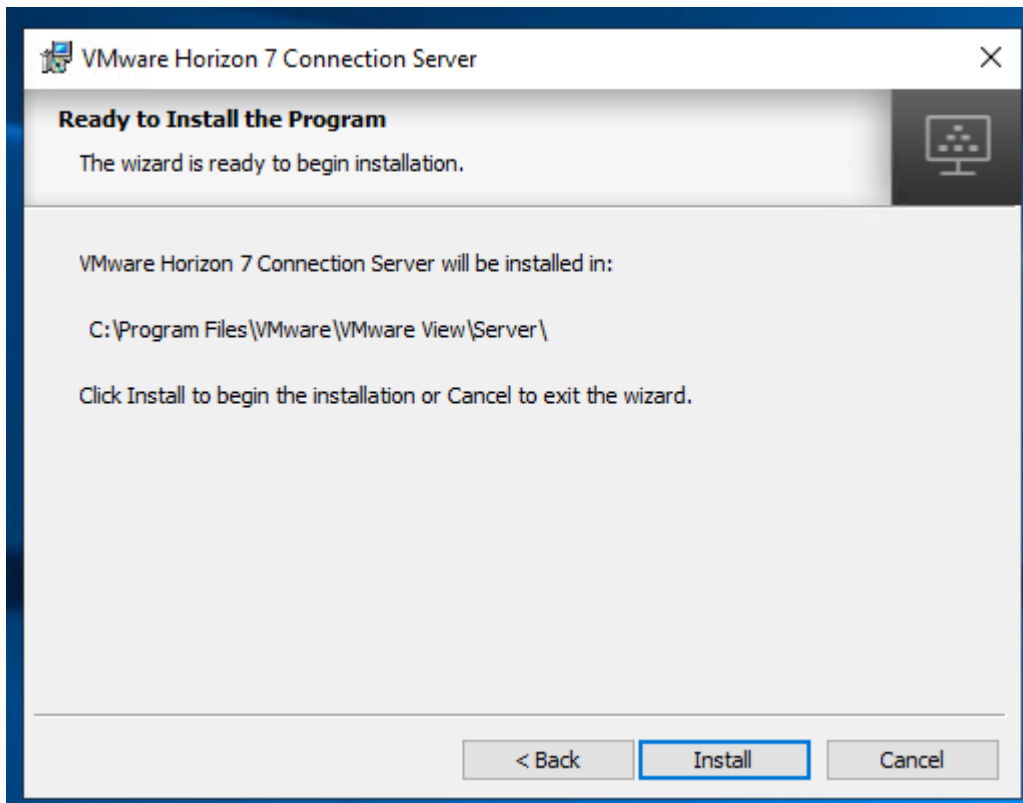 VMware Horizon 7 Connection Server
Ready to Install the Program
The wizard is ready to begin installation.
VMware Horizon 7 Connection Server will be installed in:
C:\Program Files\VMware\VMware View\Server\
Click Install to begin the installation or Cancel to exit the wizard.
< Back Install Cancel